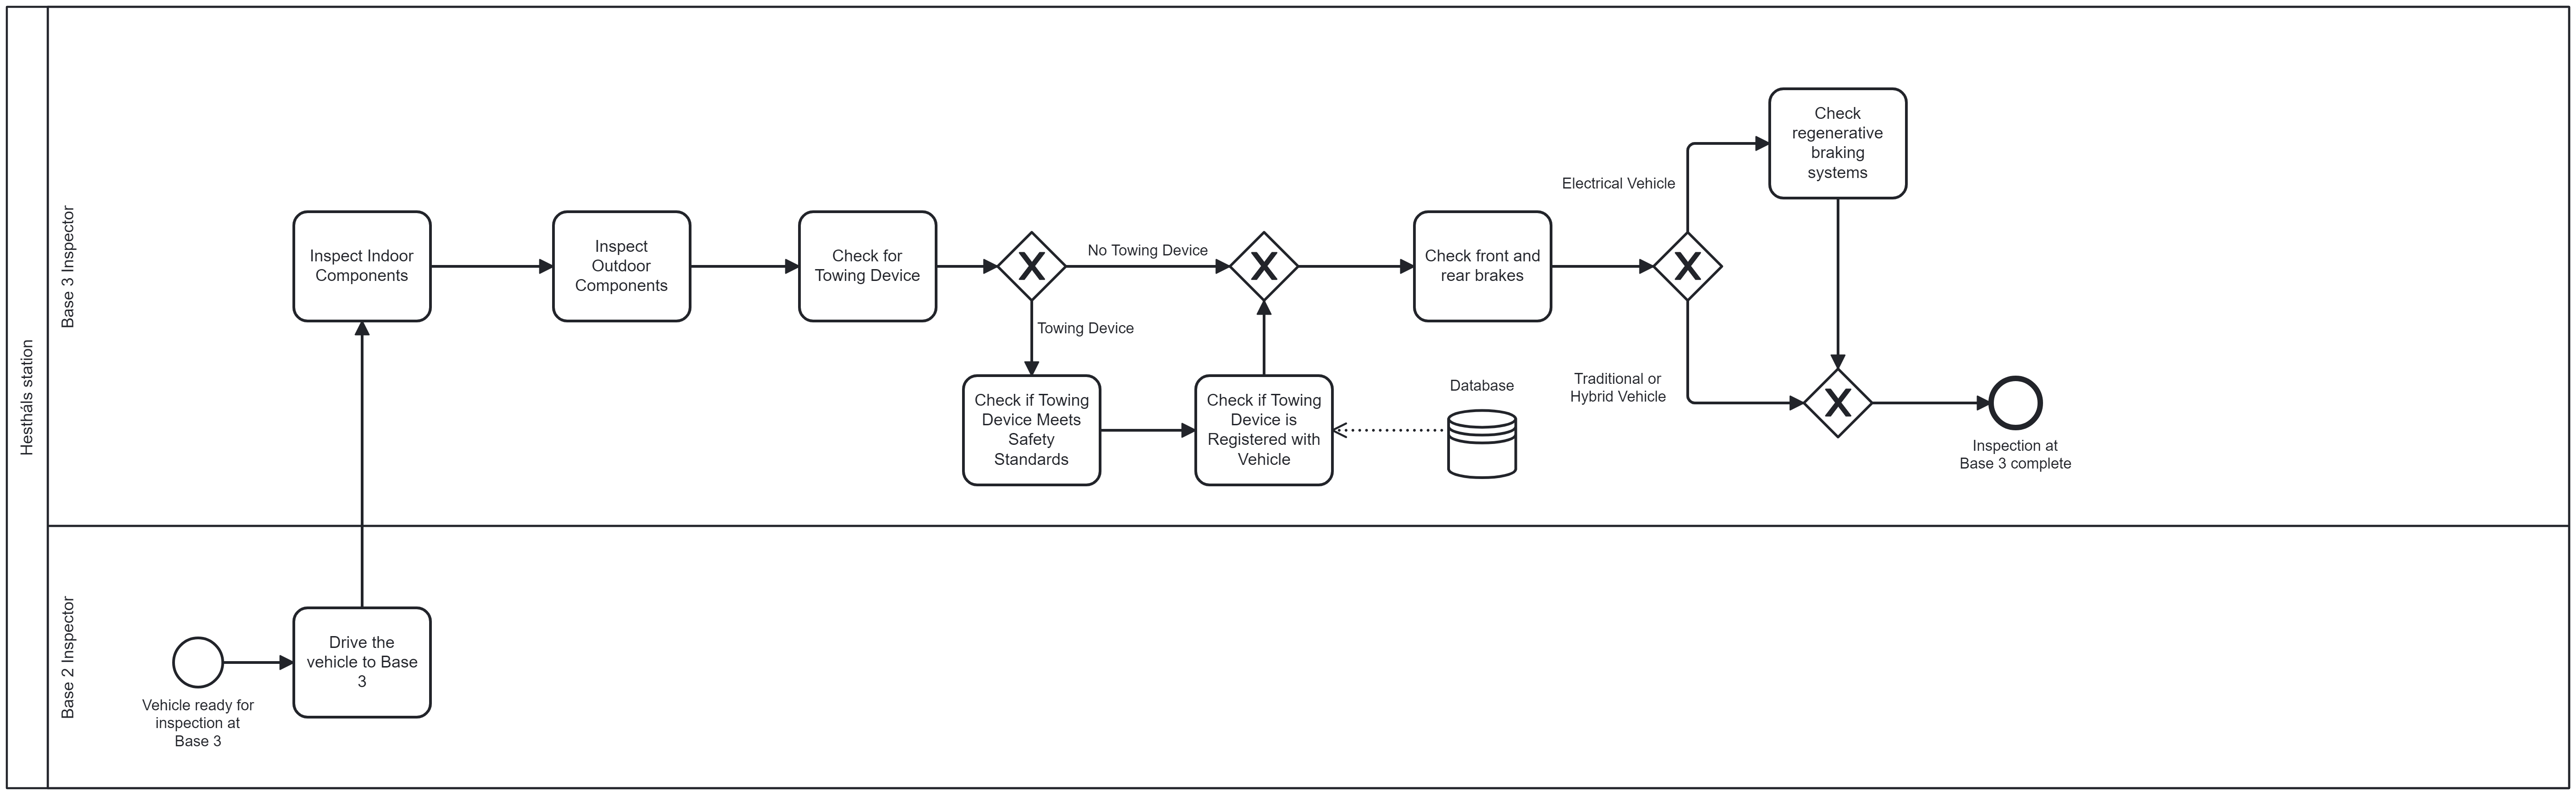 Hestháls station
Base 3 Inspector
Inspect Indoor
Components
Inspect
Outdoor
Components
Check for
Towing Device
No Towing Device
Towing Device
Check if Towing
Device Meets
Safety
Standards
Check if Towing
Device is
Registered with
Vehicle
Database
Check front and
rear brakes
Electrical Vehicle
Traditional or
Hybrid Vehicle
Check
regenerative
braking
systems
Inspection at
Base 3 complete
Base 2 Inspector
Vehicle ready for
inspection at
Base 3
Drive the
vehicle to Base
3